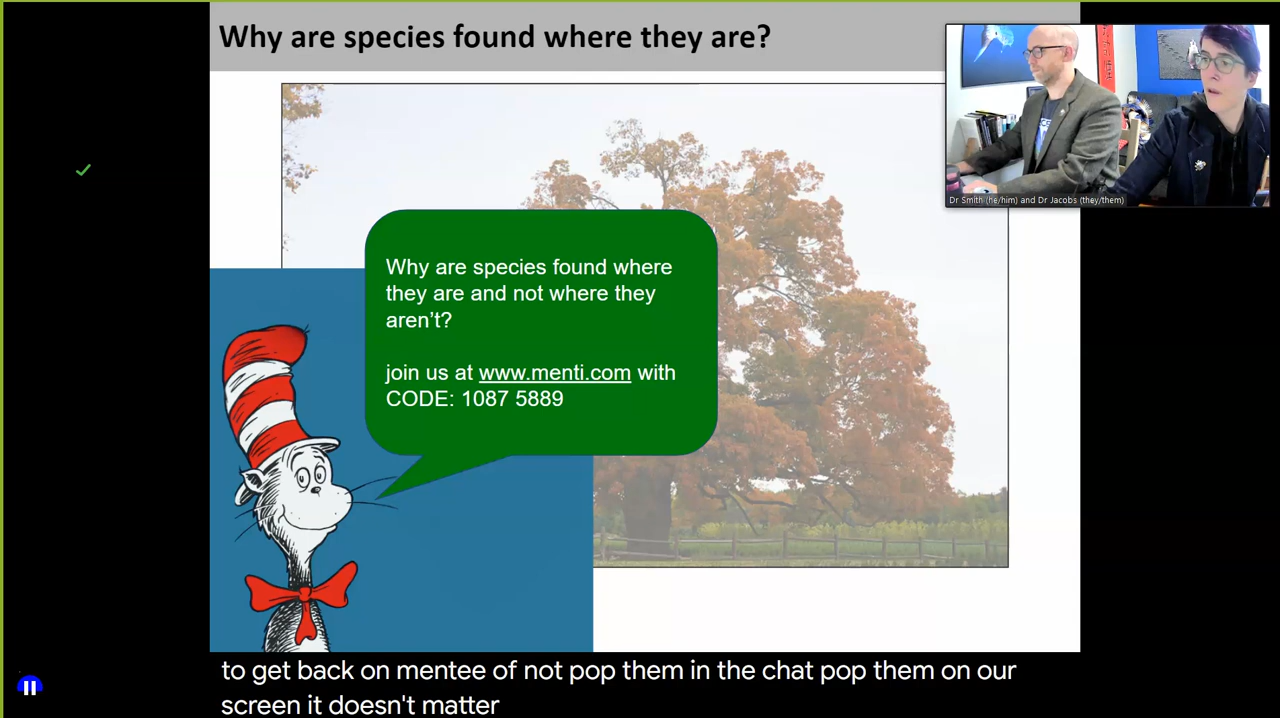 Why are species found where they are?
Dr Smith (he/him) and Dr Jacobs (they/them)
Why are species found where
they are and not where they
aren't?
join us at www.menti.com with
CODE: 1087 5889
to get back on mentee of not pop them in the chat pop them on our
screen it doesn't matter